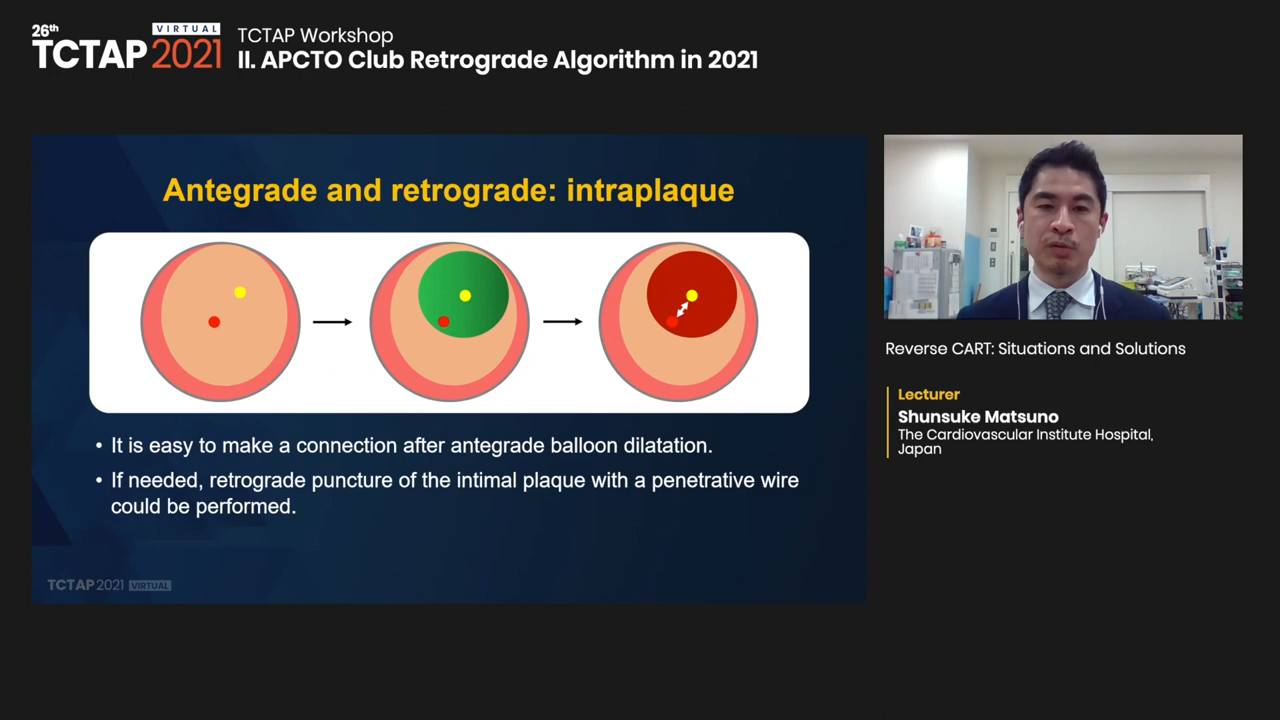 26th
TCTAP
VIRTUAL
2021
TCTAP Workshop
II. APCTO Club Retrograde Algorithm in 2021
Antegrade and retrograde: intraplaque
• It is easy to make a connection after antegrade balloon dilatation.
• If needed, retrograde puncture of the intimal plaque with a penetrative wire
could be performed.
TCTAP 2021 VIRTUAL
Reverse CART: Situations and Solutions
Lecturer
Shunsuke Matsuno
The Cardiovascular Institute Hospital,
Japan